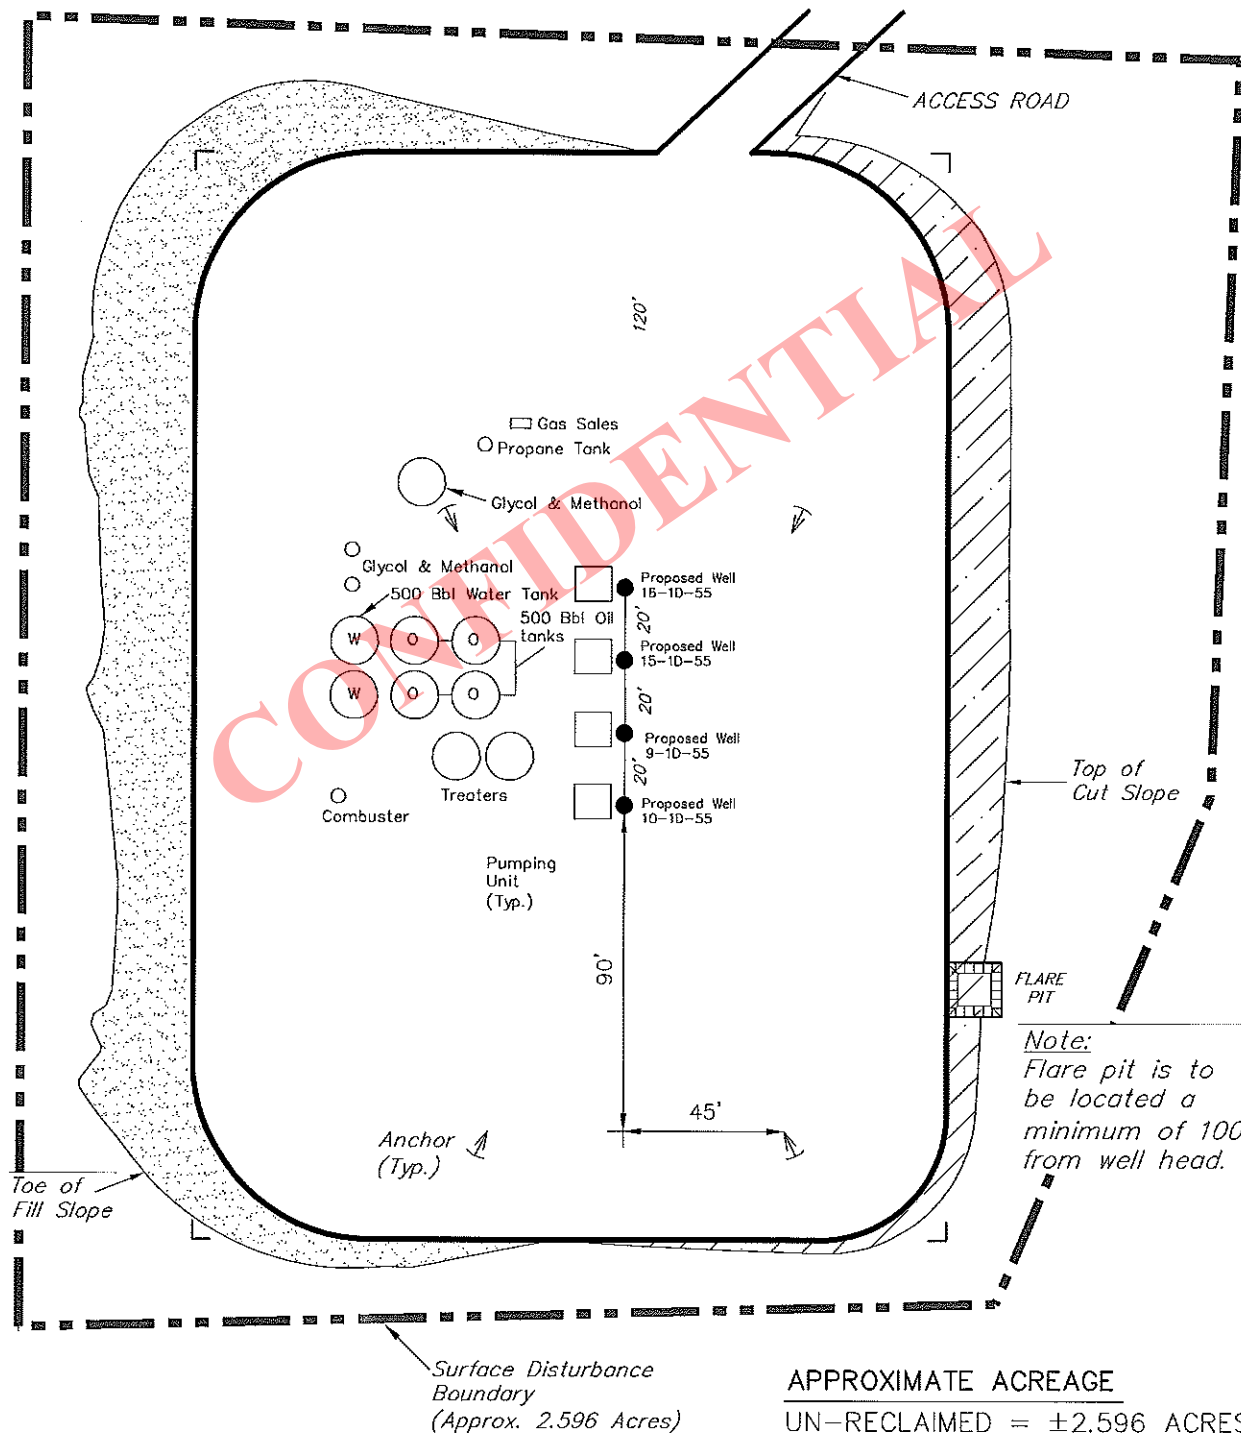 ACCESS ROAD
120'
Gas Sales
Propane Tank
Glycol & Methanol
Glycol & Methanol
500 Bbl Water Tank
500 Bbl Oil
tanks
W
O
O
W
O
O
Proposed Well
16-1D-55
20'
Proposed Well
15-1D-55
20'
Proposed Well
9-1D-55
20'
Proposed Well
10-1D-55
Treaters
Combuster
Pumping
Unit
(Typ.)
Top of
Cut Slope
CONFIDENTIAL
90'
FLARE
PIT
Note:
Flare pit is to
be located a
minimum of 100
from well head.
45'
Anchor
(Typ.)
Toe of
Fill Slope
Surface Disturbance
Boundary
(Approx. 2.596 Acres)
APPROXIMATE ACREAGE
UN-RECLAIMED = ±2.596 ACRES